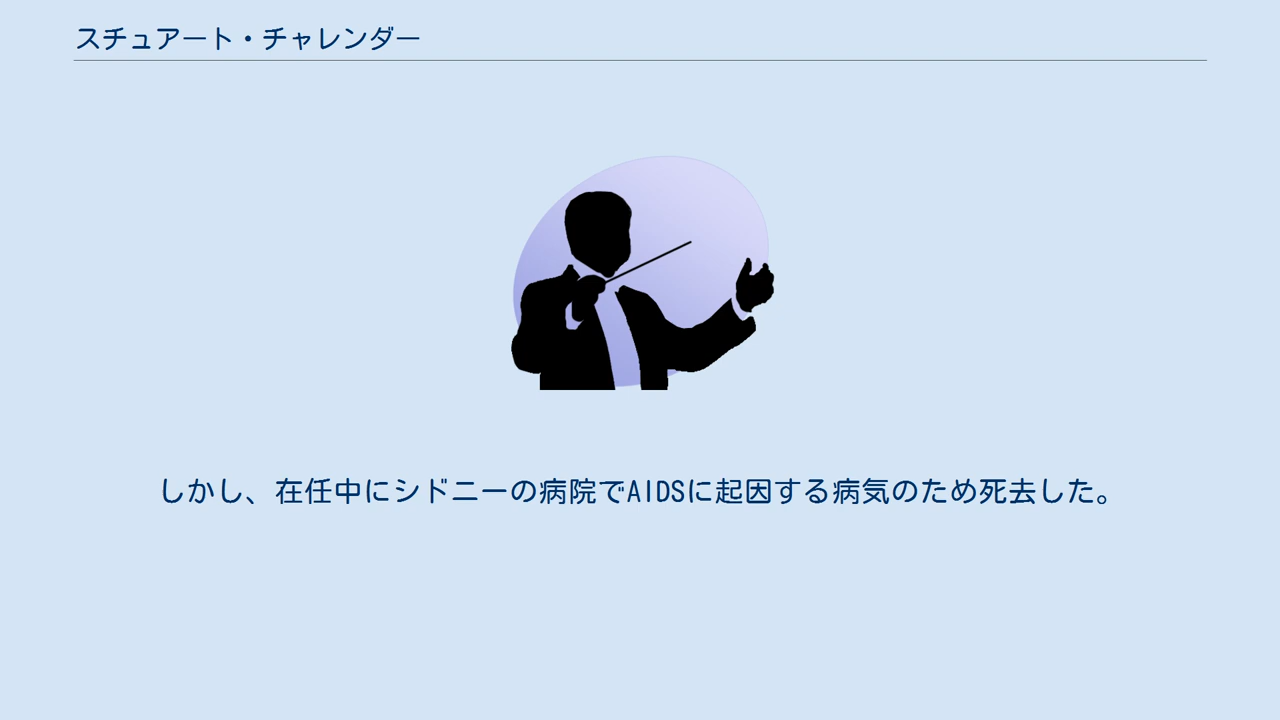 スチュアート・チャレンダー
しかし、在任中にシドニーの病院でAIDSに起因する病気のため死去した。